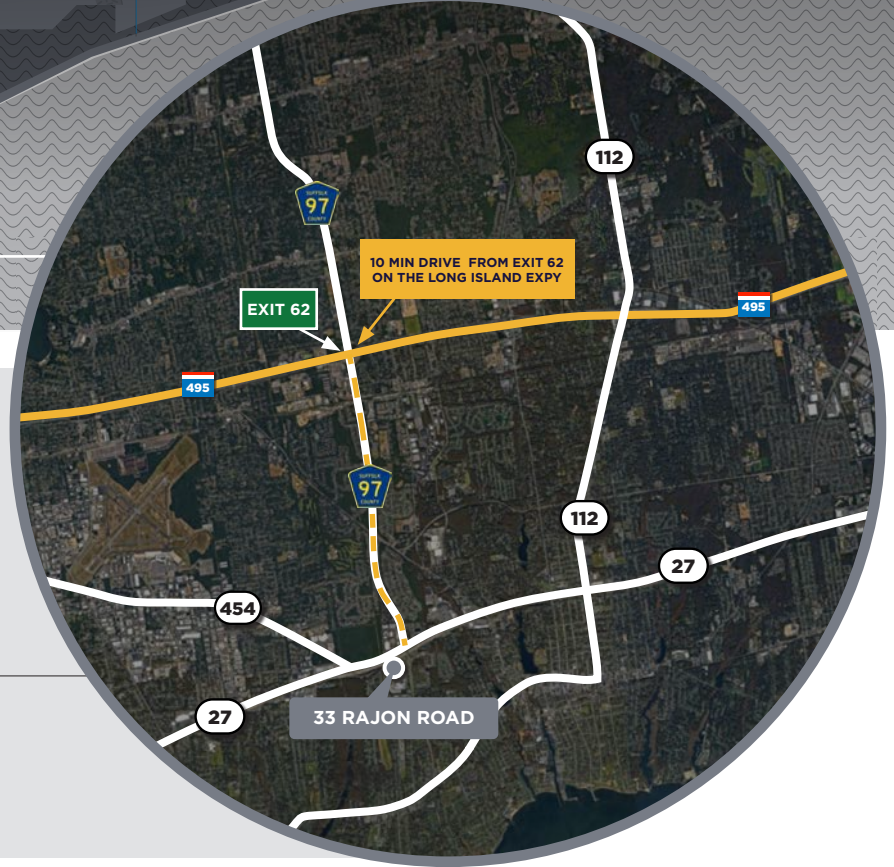 112
SUFFOLK
97
COUNTY
10 MIN DRIVE FROM EXIT 62
ON THE LONG ISLAND EXPY
EXIT 62
495
495
SUFFOLK
97
COUNTY
112
27
454
27
33 RAJON ROAD